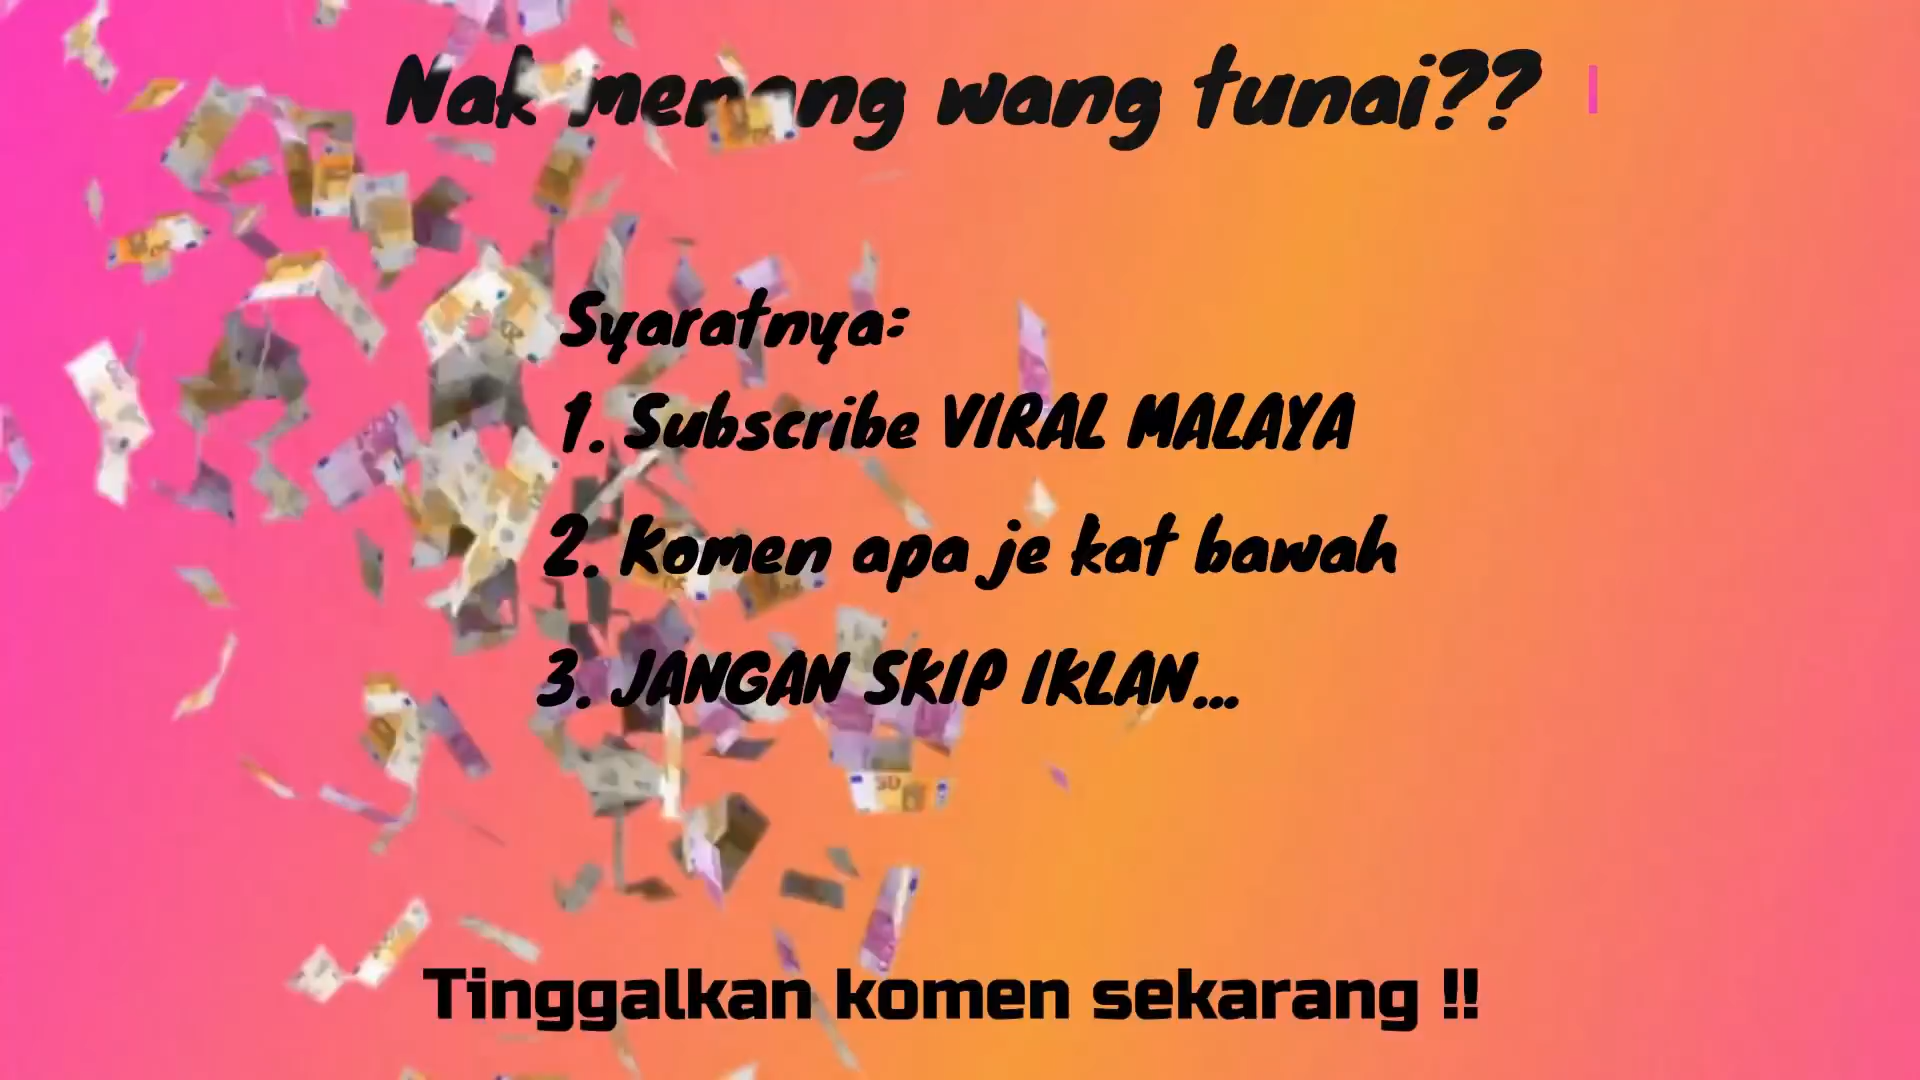 Nak menang wang tunai??
Syaratnya:
1. Subscribe VIRAL MALAYA
2. Komen apa je kat bawah
3. JANGAN SKIP IKLAN...
Tinggalkan komen sekarang !!